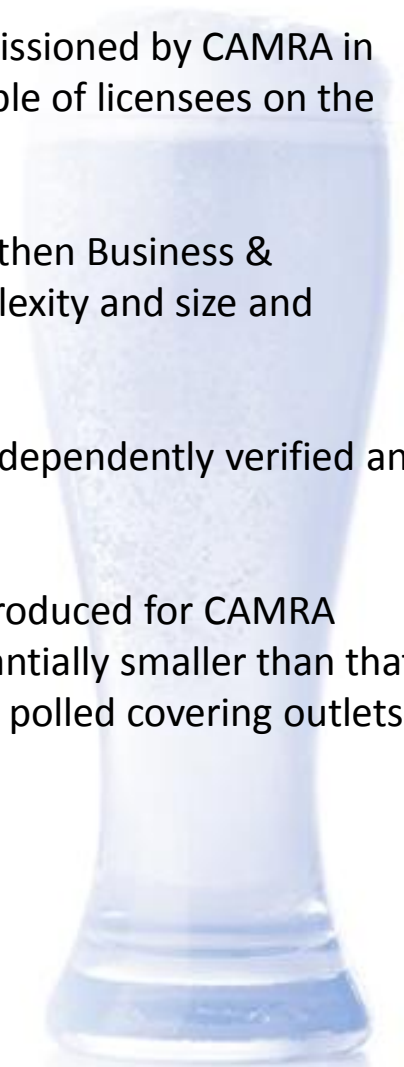 issioned by CAMRA in
ple of licensees on the
then Business &
lexity and size and
dependently verified an
roduced for CAMRA
antially smaller than that
polled covering outlets